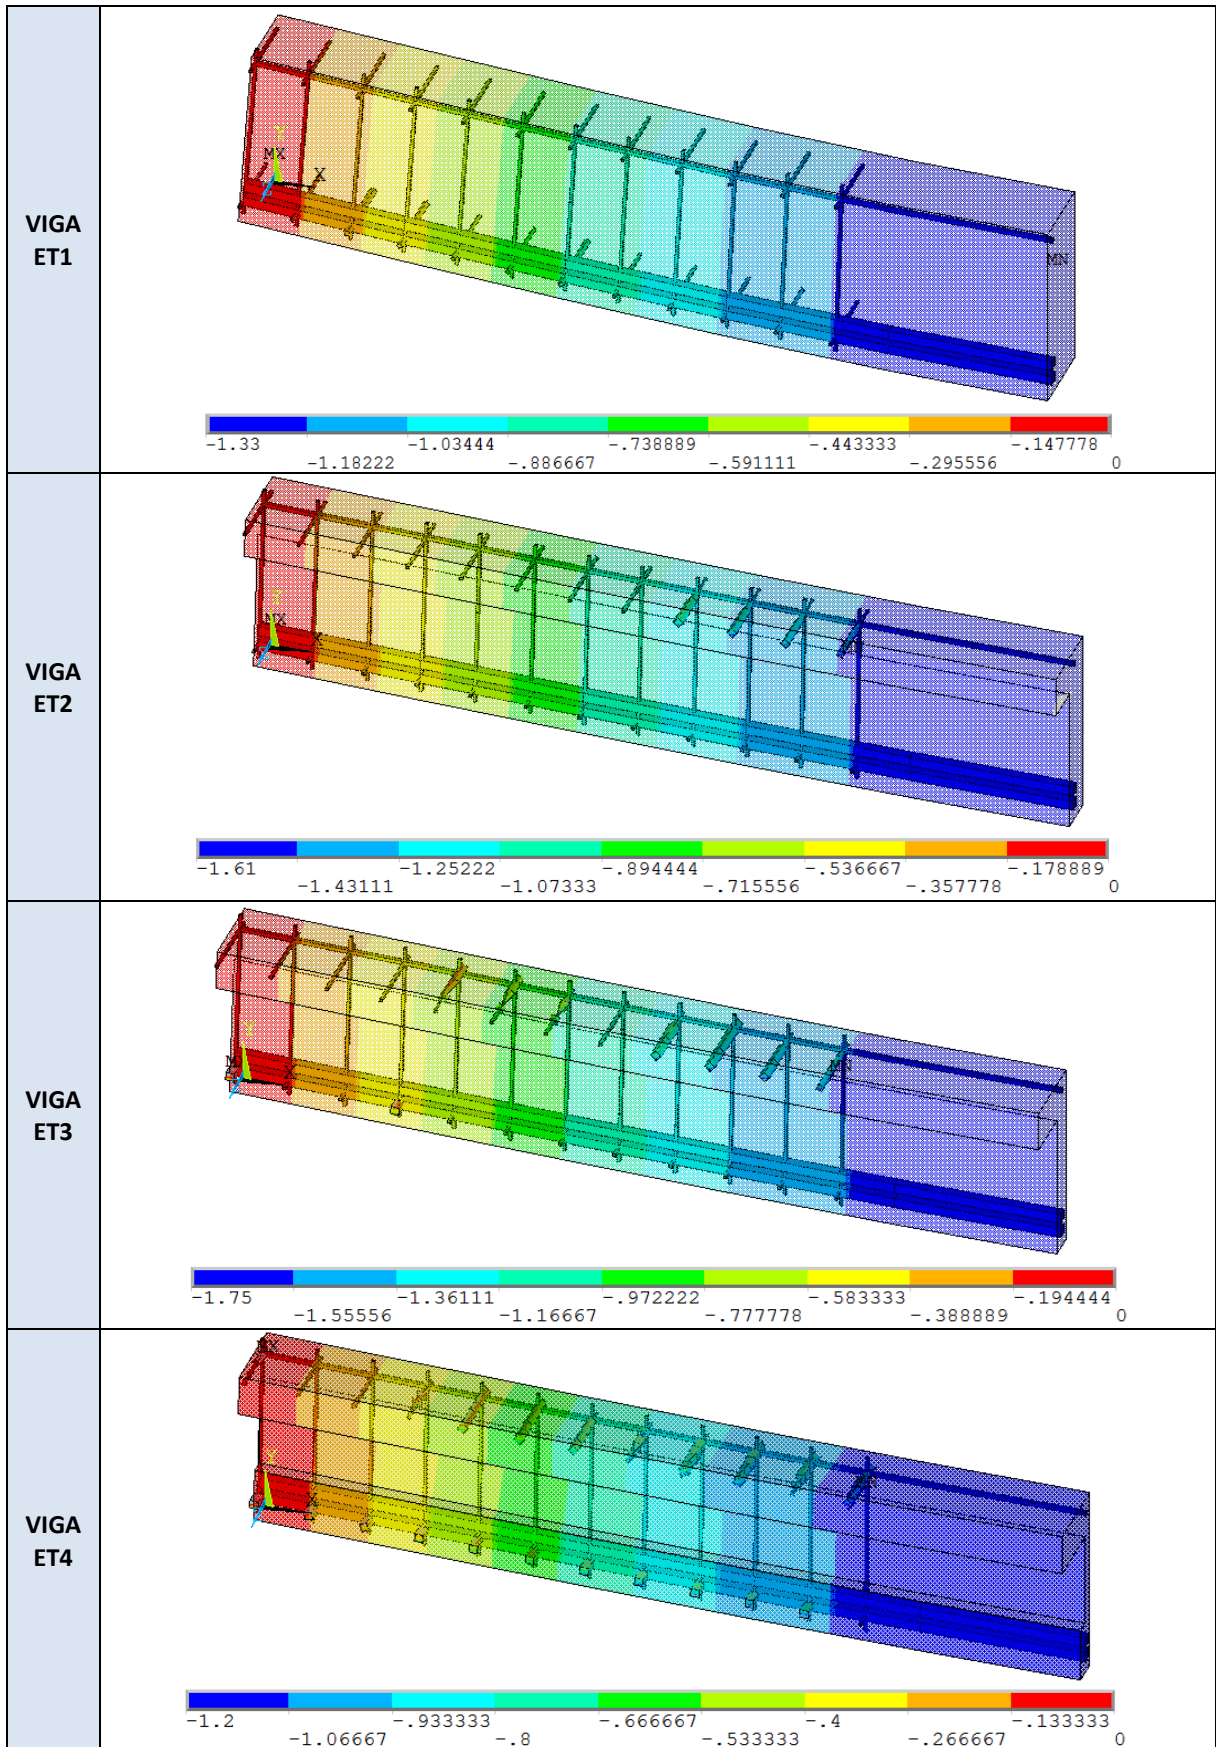 VIGA
ET1
MX
Y
X
MN
-1.33 -1.03444 -.738889 -.443333 -.147778
-1.18222 -.886667 -.591111 -.295556 0
VIGA
ET2
Y
MX
X
-1.61 -1.25222 -.894444 -.536667 -.178889
-1.43111 -1.07333 -.715556 -.357778 0
VIGA
ET3
Y
X
MN
-1.75 -1.36111 -.972222 -.583333 -.194444
-1.55556 -1.16667 -.777778 -.388889 0
VIGA
ET4
MX
Y
X
-1.2 -.933333 -.666667 -.4 -.133333
-1.06667 -.8 -.533333 -.266667 0